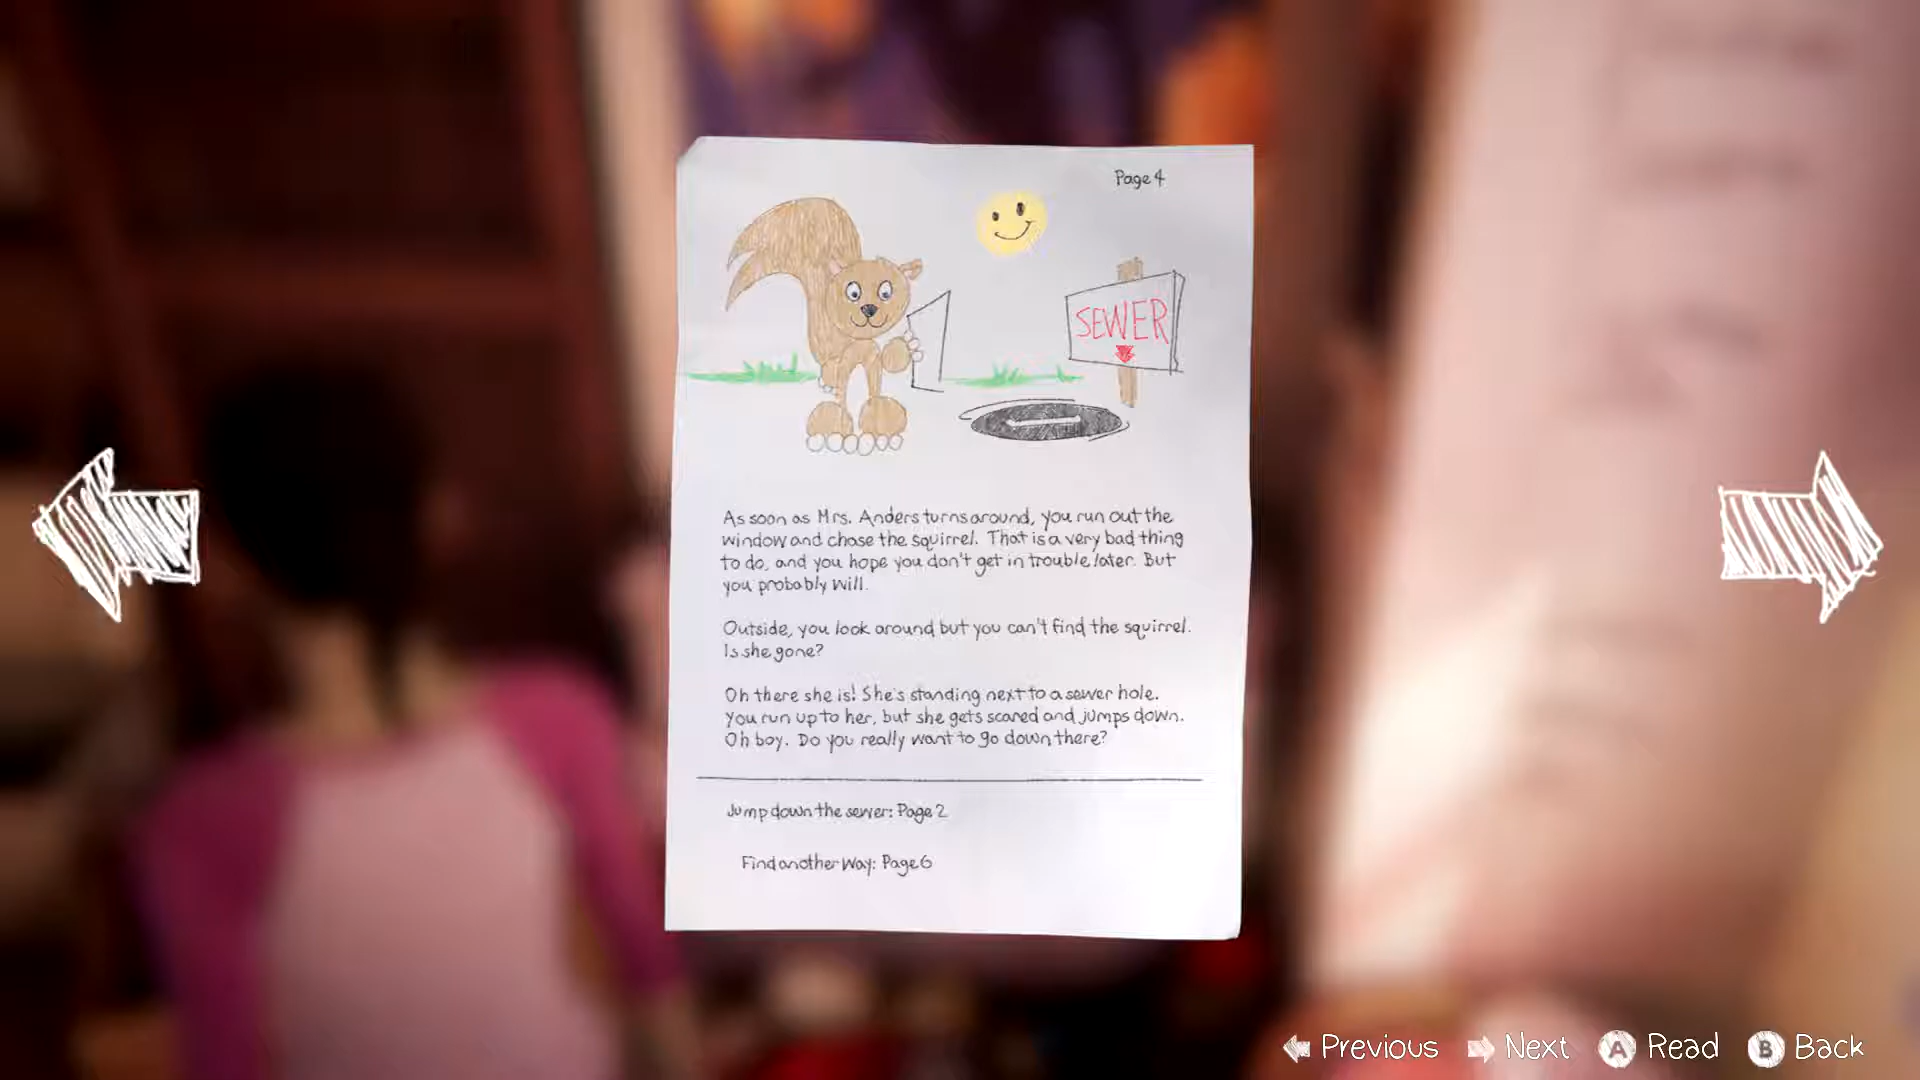 Page 4
SEWER
As soon as Mrs. Anders turns around, you run out the
window and chase the squirrel. That is a very bad thing
to do, and you hope you don't get in trouble later. But
you probably will.
Outside, you look around but you can't find the squirrel.
Is she gone?
Oh there she is! She's standing next to a sewer hole.
You run up to her, but she gets scared and jumps down.
Oh boy. Do you really want to go down there?
Jump down the sewer: Page 2
Find another Way: Page 6
Previous Next A Read B Back